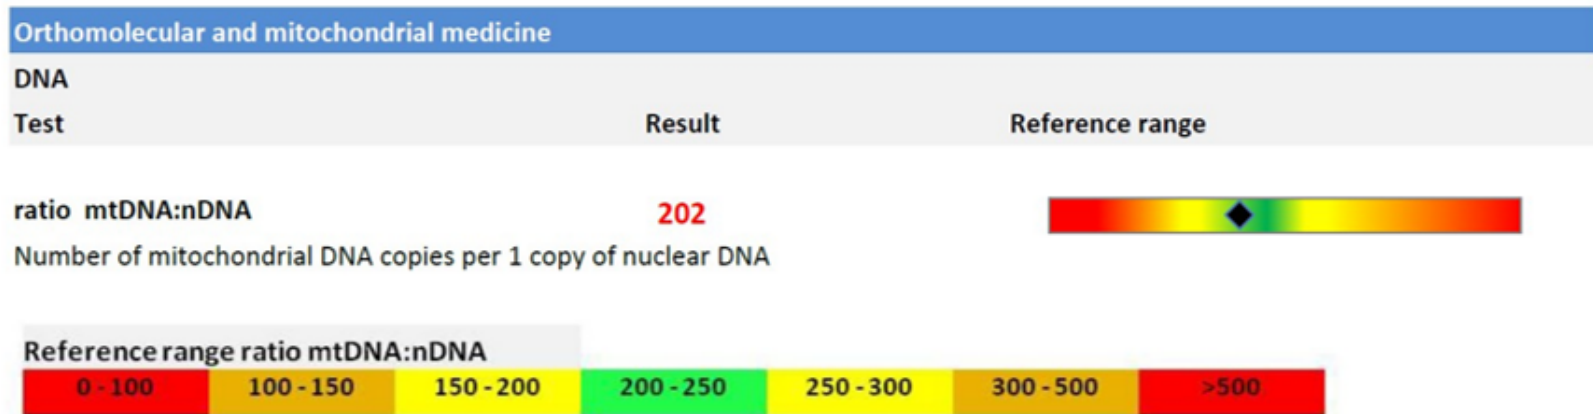 Orthomolecular and mitochondrial medicine
DNA
Test Result Reference range
ratio mtDNA:nDNA 202
Number of mitochondrial DNA copies per 1 copy of nuclear DNA
Reference range ratio mtDNA:nDNA
0 - 100 100 - 150 150 - 200 200 - 250 250 - 300 300 - 500 >500